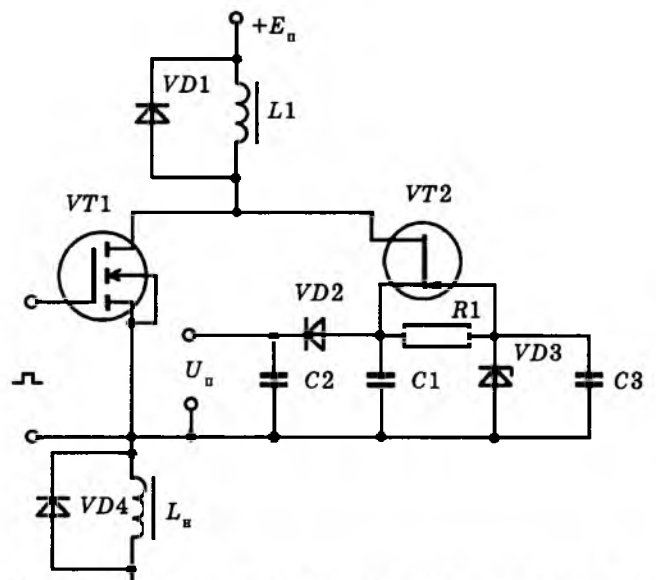 +Eп
VD1
L1
VT1
VT2
VD2
R1
VD3
Uп
C2
C1
C3
VD4
Lн